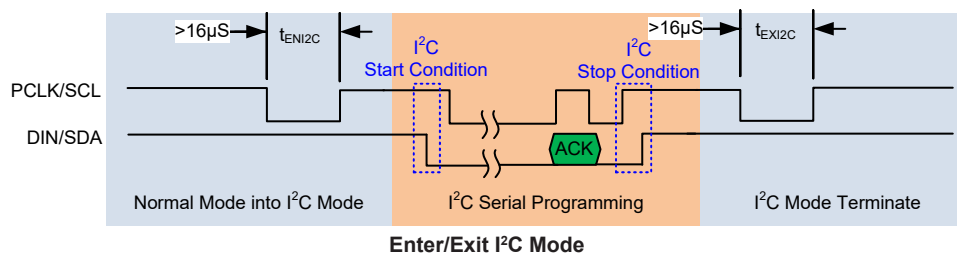 >16µS
tENI2C
>16µS
tEXI2C
I²C
Start Condition
I²C
Stop Condition
PCLK/SCL
DIN/SDA
ACK
Normal Mode into I²C Mode
I²C Serial Programming
I²C Mode Terminate
Enter/Exit I²C Mode